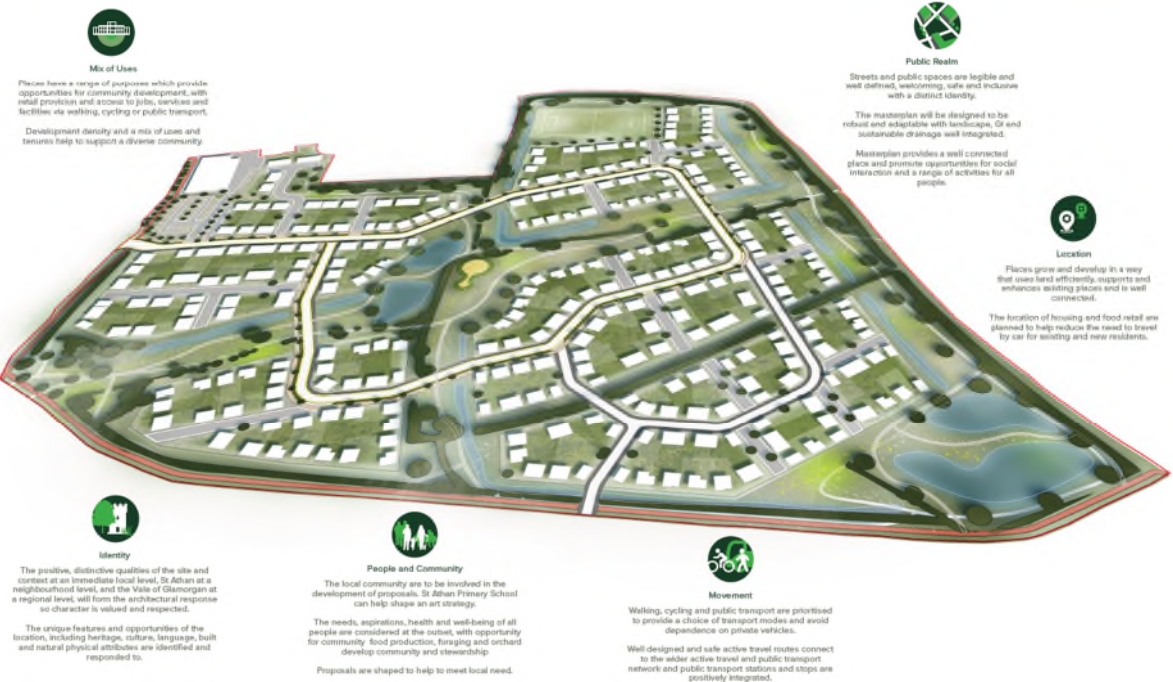 Mix of Uses
Places have a range of purposes which provide
opportunities for community development, with
retail provision and access to jobs, services and
facilities via walking, cycling or public transport.
Development density and a mix of uses and
tenures help to support a diverse community.
Public Realm
Streets and public spaces are legible and
well defined, welcoming, safe and inclusive
with a distinct identity.
The masterplan will be designed to be
robust and adaptable with landscape, GI and
sustainable drainage well integrated.
Masterplan provides a well connected
place and promote opportunities for social
interaction and a range of activities for all
people.
Location
Places grow and develop in a way
that uses land efficiently, supports and
enhances existing places and is well
connected.
The location of housing and food retail are
planned to help reduce the need to travel
by car for existing and new residents.
Identity
The positive, distinctive qualities of the site and
context at an immediate local level, St Athan at a
neighbourhood level, and the Vale of Glamorgan at
a regional level, will form the architectural response
so character is valued and respected.
The unique features and opportunities of the
location, including heritage, culture, language, built
and natural physical attributes are identified and
responded to.
People and Community
The local community are to be involved in the
development of proposals. St Athan Primary School
can help shape an art strategy.
The needs, aspirations, health and well-being of all
people are considered at the outset, with opportunity
for community food production, foraging and orchard
develop community and stewardship
Proposals are shaped to help to meet local need.
Movement
Walking, cycling and public transport are prioritised
to provide a choice of transport modes and avoid
dependence on private vehicles.
Well designed and safe active travel routes connect
to the wider active travel and public transport
network and public transport stations and stops are
positively integrated.